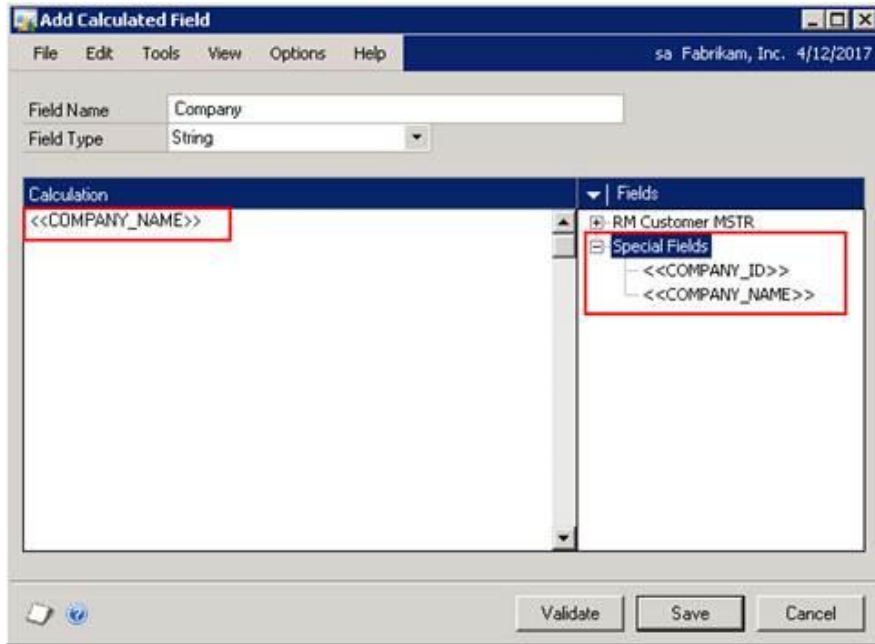 Add Calculated Field
File Edit Tools View Options Help sa Fabrikam, Inc. 4/12/2017
Field Name Company
Field Type String
Calculation
<<COMPANY_NAME>>
Fields
RM Customer MSTR
Special Fields
<<COMPANY_ID>>
<<COMPANY_NAME>>
Validate Save Cancel